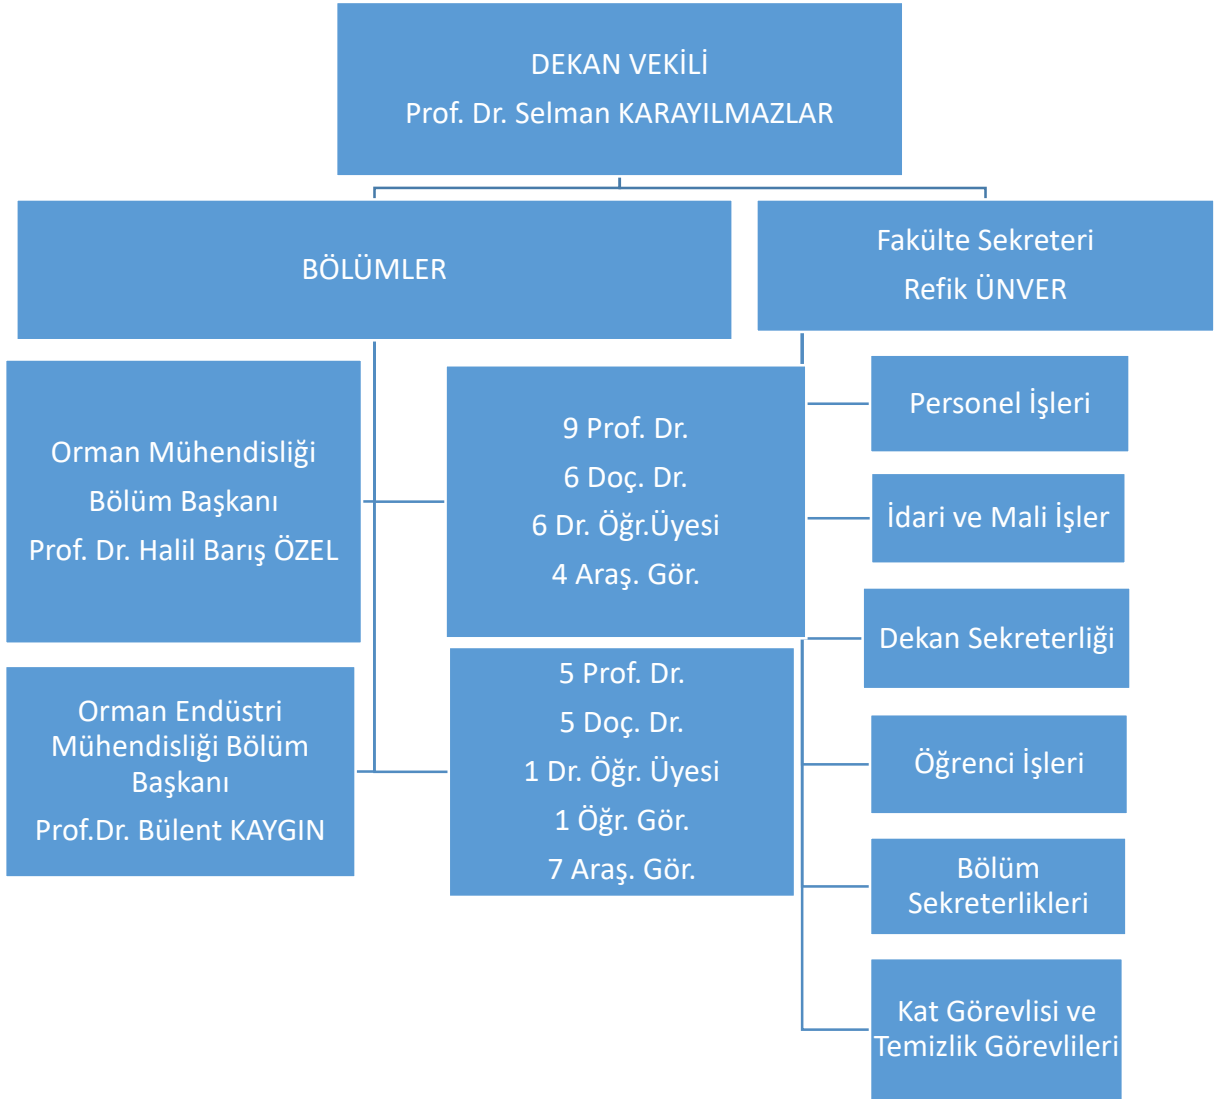 DEKAN VEKİLİ
Prof. Dr. Selman KARAYILMAZLAR
BÖLÜMLER
Fakülte Sekreteri
Refik ÜNVER
Orman Mühendisliği
Bölüm Başkanı
Prof. Dr. Halil Barış ÖZEL
9 Prof. Dr.
6 Doç. Dr.
6 Dr. Öğr.Üyesi
4 Araş. Gör.
Orman Endüstri
Mühendisliği Bölüm
Başkanı
Prof.Dr. Bülent KAYGIN
5 Prof. Dr.
5 Doç. Dr.
1 Dr. Öğr. Üyesi
1 Öğr. Gör.
7 Araş. Gör.
Personel İşleri
İdari ve Mali İşler
Dekan Sekreterliği
Öğrenci İşleri
Bölüm
Sekreterlikleri
Kat Görevlisi ve
Temizlik Görevlileri